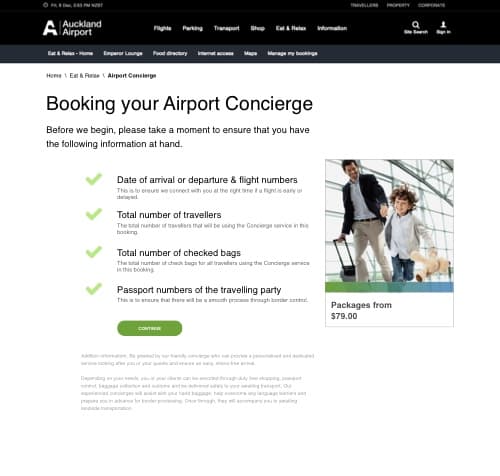 Fri, 8 Dec, 3:53 PM NZDT
TRAVELLERS PROPERTY CORPORATE
Auckland
Airport
Flights Parking Transport Shop Eat & Relax Information
Site Search Sign in
Eat & Relax - Home Emperor Lounge Food directory Internet access Maps Manage my bookings
Home \ Eat & Relax \ Airport Concierge
Booking your Airport Concierge
Before we begin, please take a moment to ensure that you have
the following information at hand.
Date of arrival or departure & flight numbers
This is to ensure we connect with you at the right time if a flight is early or
delayed.
Total number of travellers
The total number of travellers that will be using the Concierge service in this
booking.
Total number of checked bags
The total number of check bags for all travellers using the Concierge service
in this booking.
Passport numbers of the travelling party
This is to ensure that there will be a smooth process through border control.
Packages from
$79.00
CONTINUE
Addition information. By greeted by our friendly concierge who can provide a personalised and dedicated
service looking after you or your guests and ensure an easy, stress-free arrival.
Depending on your needs, you or your clients can be escorted through duty free shopping, passport
control, baggage collection and customs and be delivered safely to your awaiting transport. Our
experienced concierges will assist with your hand baggage, help overcome any language barriers and
prepare you in advance for border processing. Once through, they will accompany you to awaiting
landside transportation.